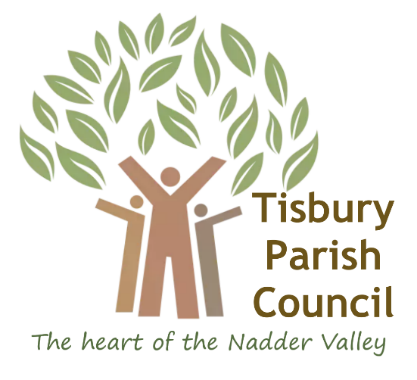 Tisbury
Parish
Council
The heart of the Nadder Valley